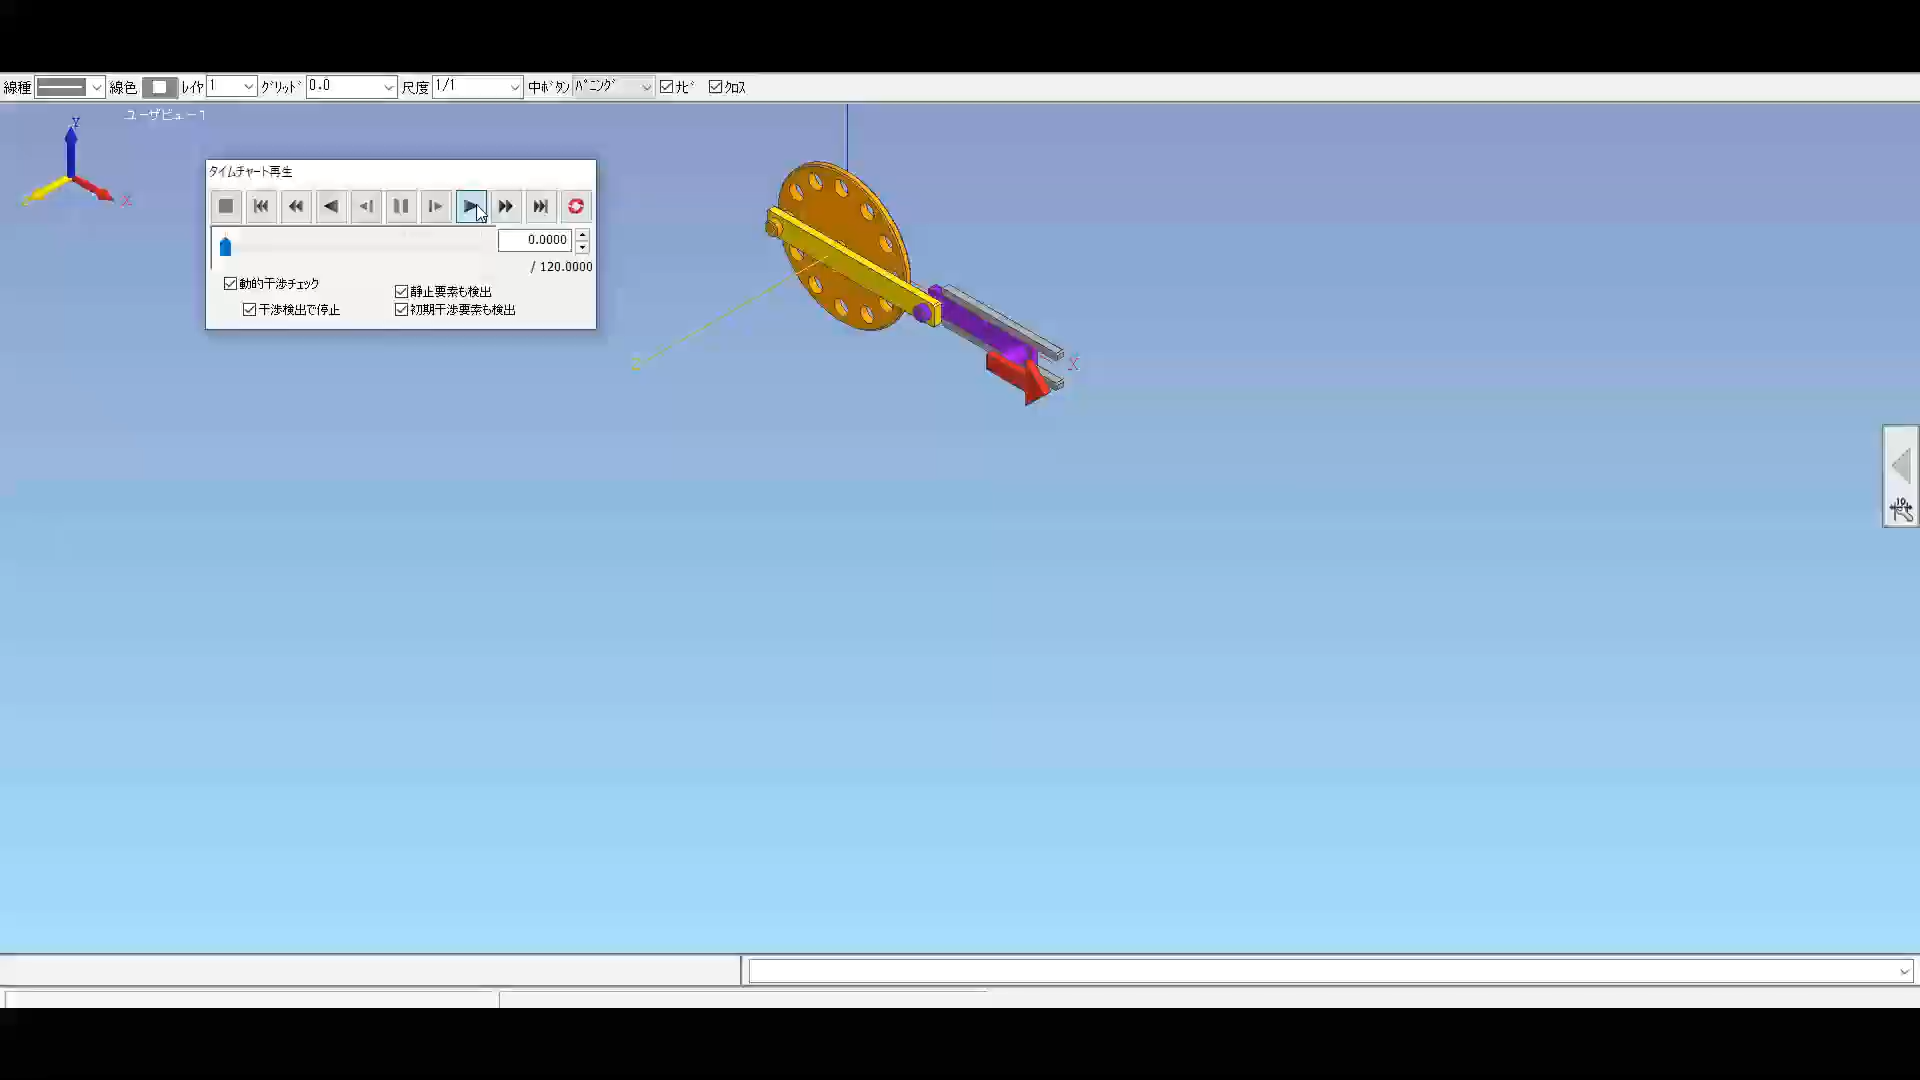 線種 線色 ﾚｲﾔ 1 ｸﾞﾘｯﾄﾞ 0.0 尺度 1/1 中ﾎﾞﾀﾝ ﾊﾟﾆﾝｸﾞ ﾅﾋﾞ ｸﾛｽ
ユーザビュー1
Y
X
Z
タイムチャート再生
0.0000
/ 120.0000
動的干渉チェック
静止要素も検出
干渉検出で停止
初期干渉要素も検出
Z
X
10